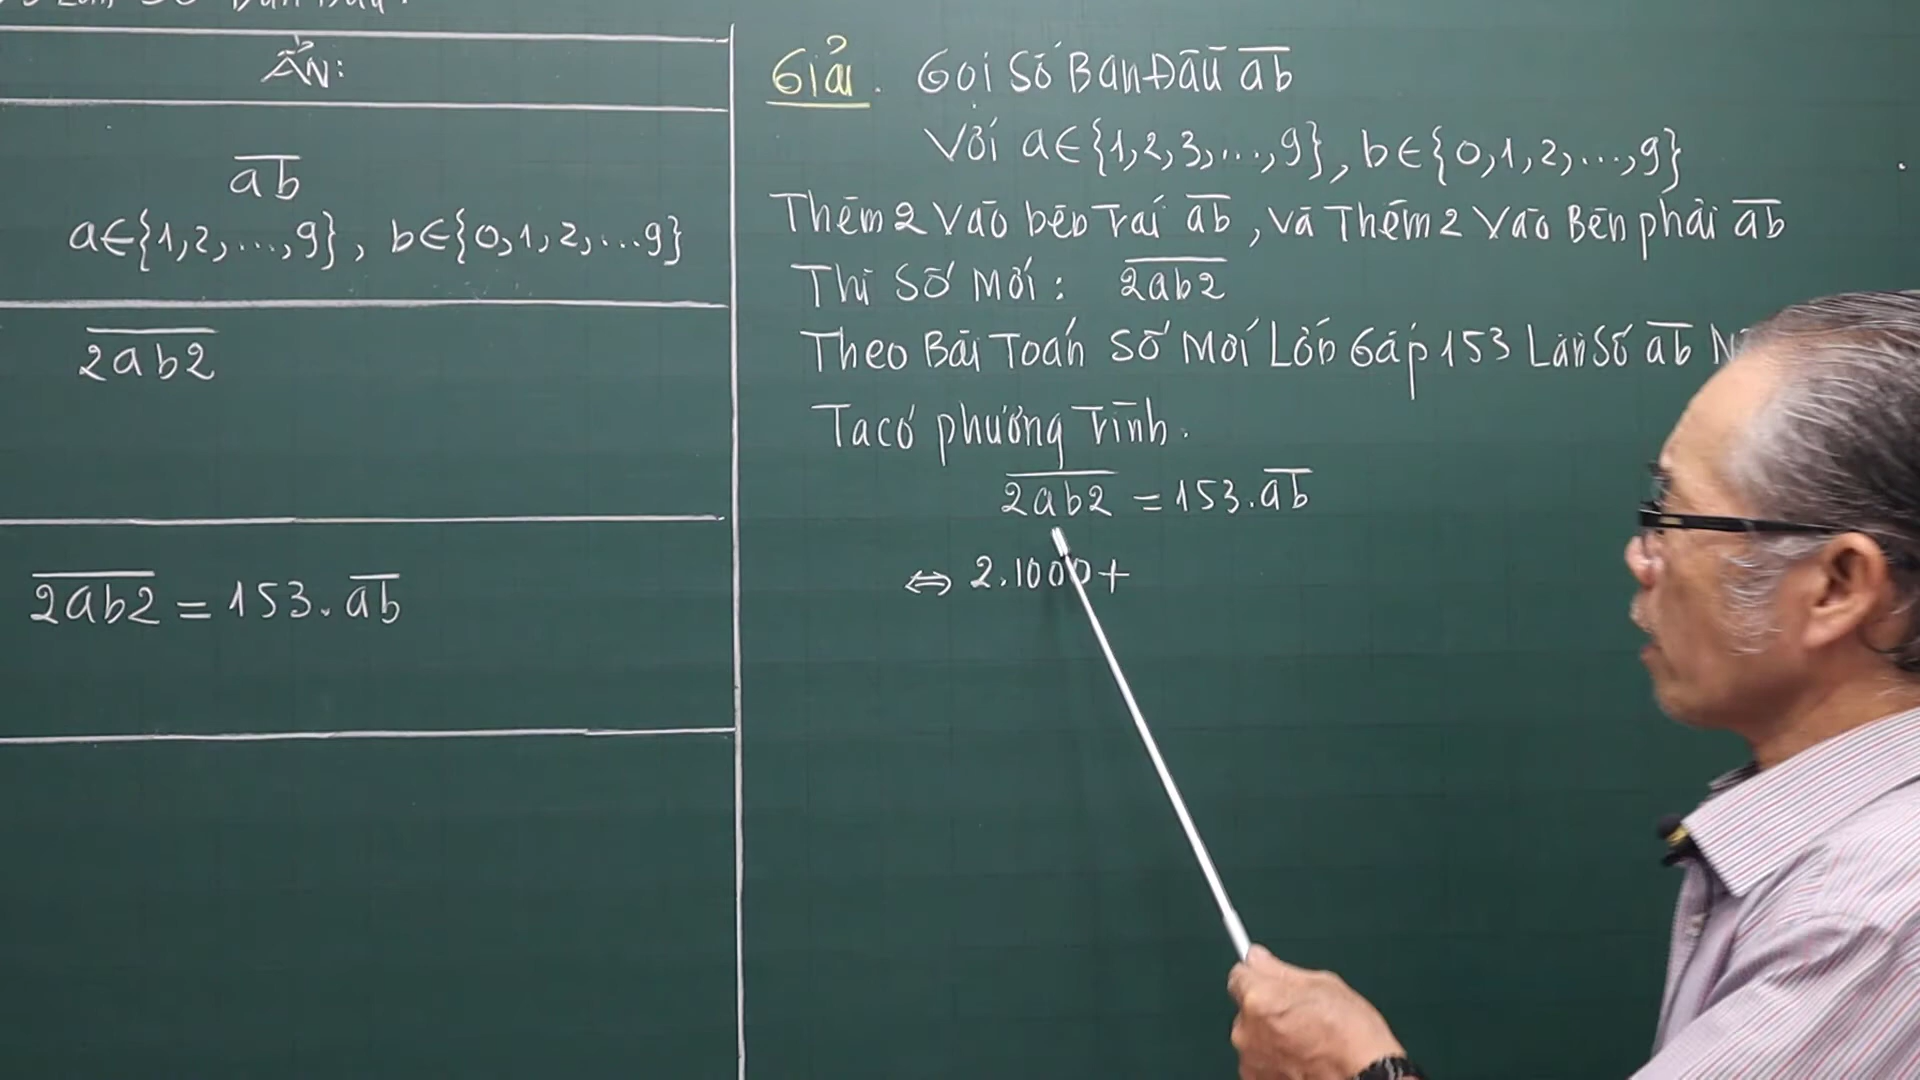 ẨN:
ab
a∈{1,2,...,9}, b∈{0,1,2,...9}
2ab2
2ab2 = 153.ab
Giải. Gọi Số Ban Đầu ab
Với a∈{1,2,3,...,9}, b∈{0,1,2,...,9}
Thêm 2 Vào bên Trái ab, và Thêm 2 Vào Bên phải ab
Thì Số Mới: 2ab2
Theo Bài Toán Số Mới Lớn Gấp 153 Lần Số ab
Ta có phương Trình.
2ab2 = 153.ab
⇔ 2.1000+